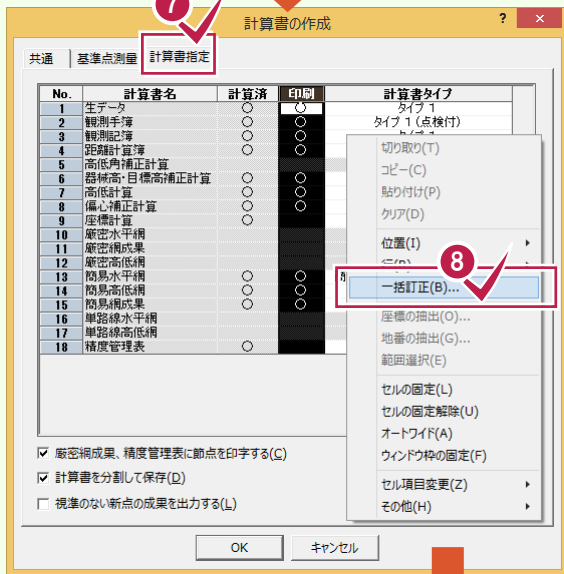 7
計算書の作成 ? ×
共通 基準点測量 計算書指定
No. 計算書名 計算済 印刷 計算書タイプ
1 生データ ○ ○ タイプ 1
2 観測手簿 ○ ○ タイプ 1 (点検付)
3 観測記簿 ○ ○
4 距離計算簿 ○ ○
5 高低角補正計算
6 器械高・目標高補正計算 ○ ○
7 高低計算 ○ ○
8 偏心補正計算 ○ ○
9 座標計算 ○
10 厳密水平網
11 厳密網成果
12 厳密高低網
13 簡易水平網 ○ ○
14 簡易高低網 ○ ○
15 簡易網成果 ○ ○
16 単路線水平網
17 単路線高低網
18 精度管理表 ○
切り取り(T)
コピー(C)
貼り付け(P)
クリア(D)
位置(I)
8
一括訂正(B)...
座標の抽出(O)...
地番の抽出(G)...
範囲選択(E)
セルの固定(L)
セルの固定解除(U)
オートワイド(A)
ウィンドウ枠の固定(F)
セル項目変更(Z)
その他(H)
厳密網成果、精度管理表に節点を印字する(C)
計算書を分割して保存(D)
視準のない新点の成果を出力する(L)
OK キャンセル